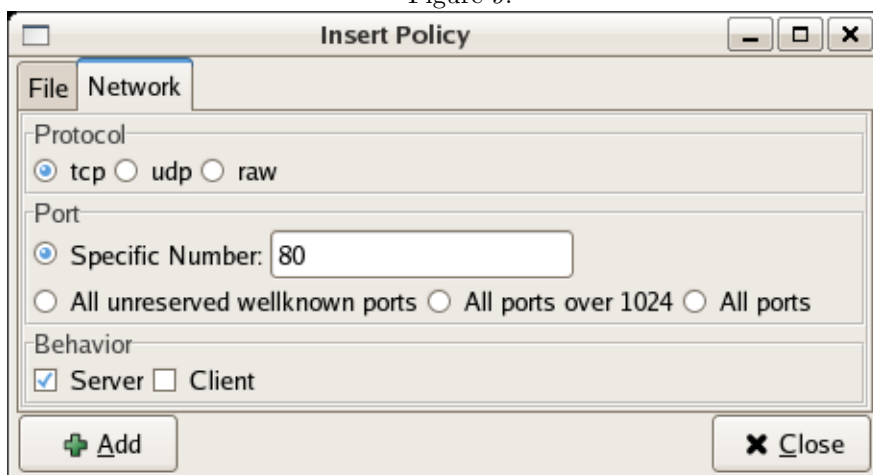 Insert Policy
File Network
Protocol
tcp udp raw
Port
Specific Number: 80
All unreserved wellknown ports All ports over 1024 All ports
Behavior
Server Client
Add Close